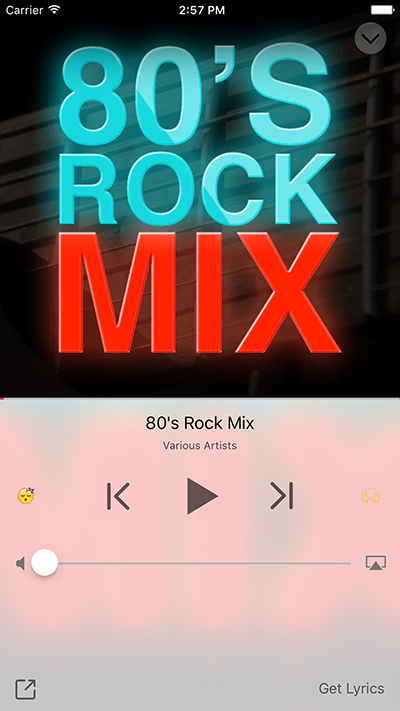 Carrier 2:57 PM
80'S
ROCK
MIX
80's Rock Mix
Various Artists
Get Lyrics